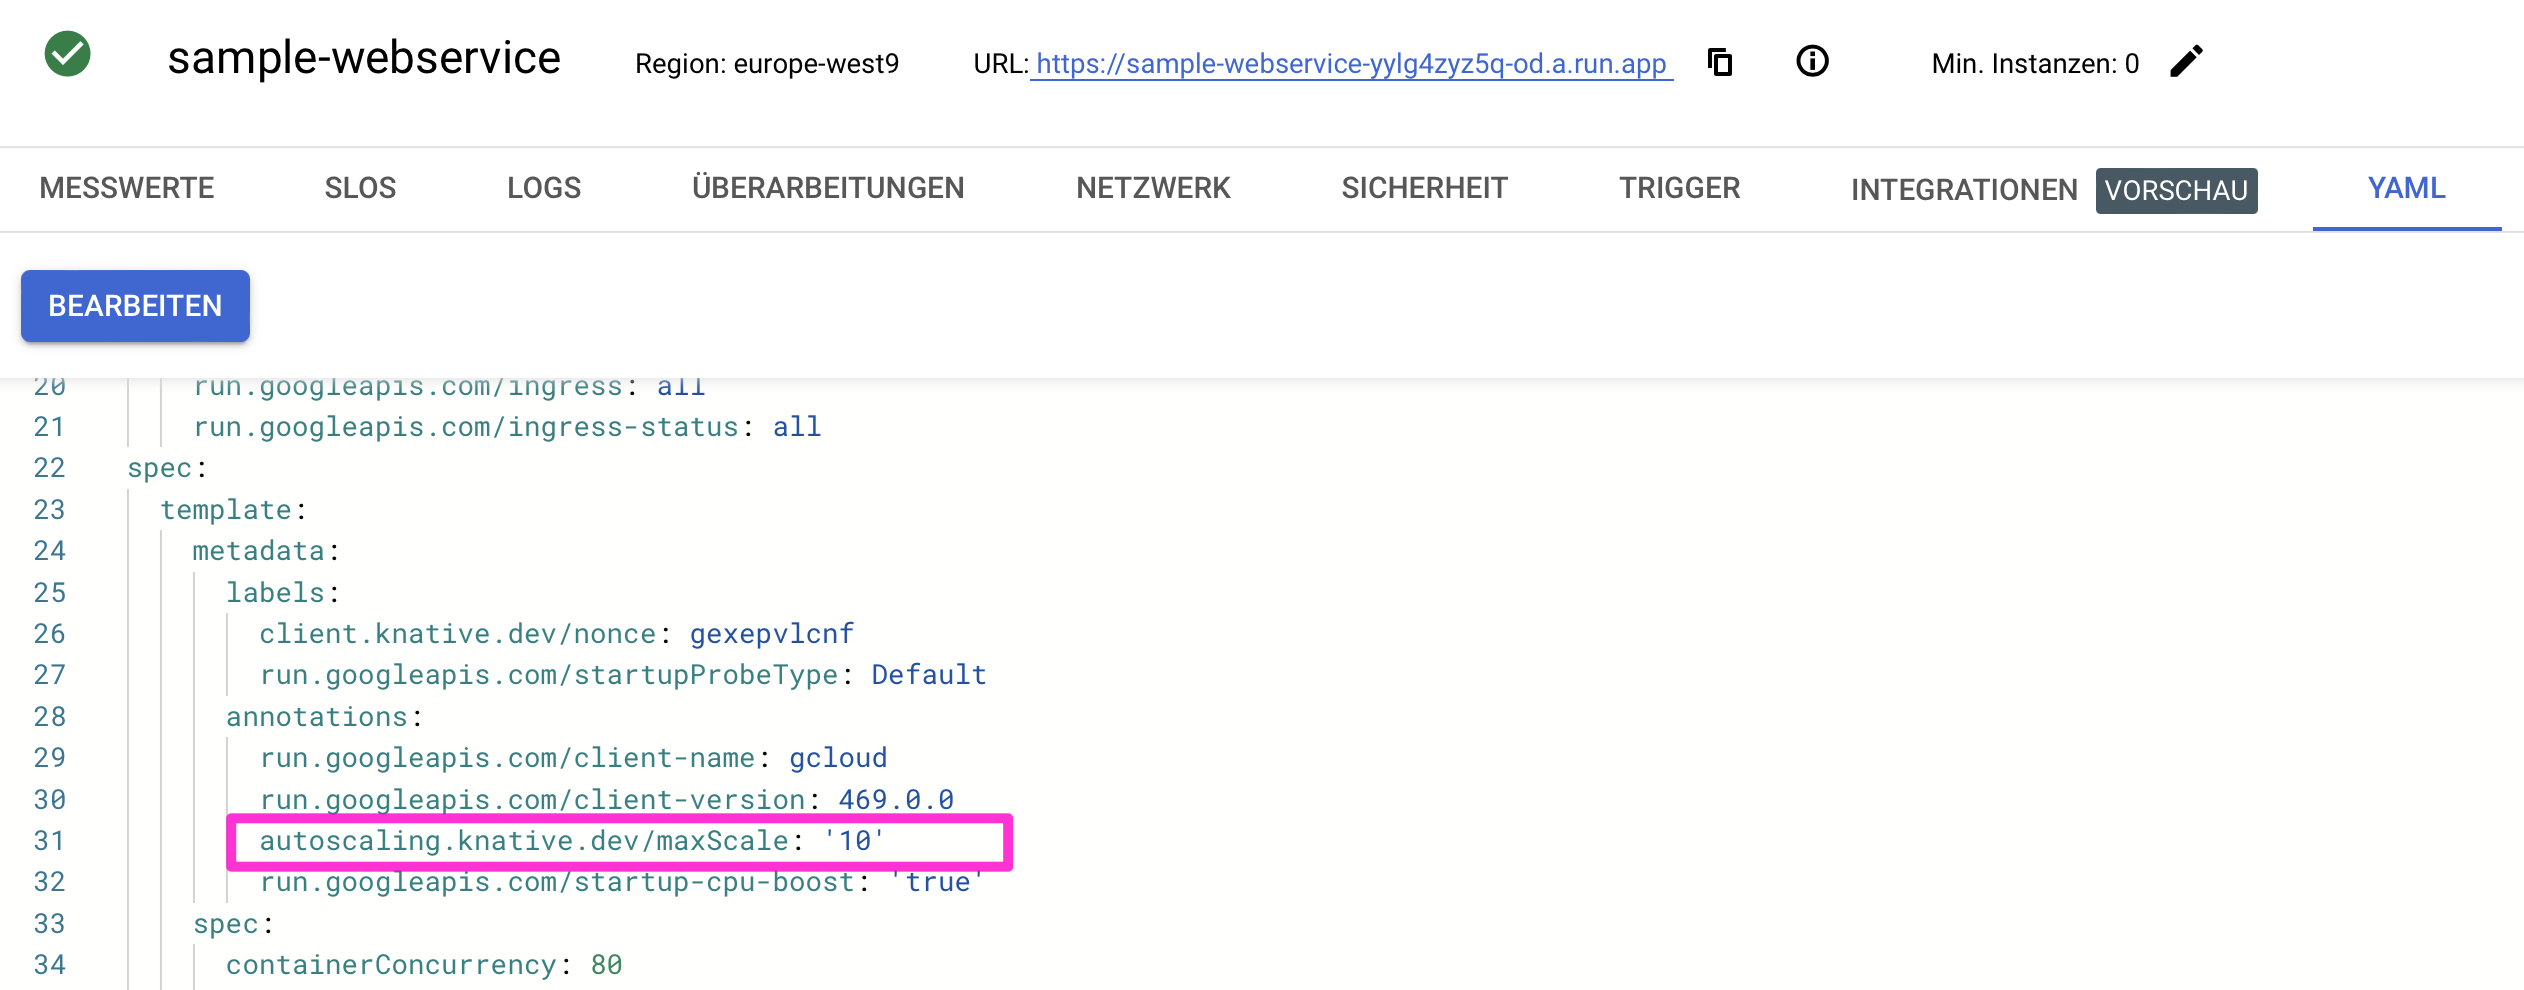 sample-webservice Region: europe-west9 URL: https://sample-webservice-yylg4zyz5q-od.a.run.app Min. Instanzen: 0
MESSWERTE SLOS LOGS ÜBERARBEITUNGEN NETZWERK SICHERHEIT TRIGGER INTEGRATIONEN VORSCHAU YAML
BEARBEITEN
20 run.googleapis.com/ingress: all
21 run.googleapis.com/ingress-status: all
22 spec:
23 template:
24 metadata:
25 labels:
26 client.knative.dev/nonce: gexepvlcnf
27 run.googleapis.com/startupProbeType: Default
28 annotations:
29 run.googleapis.com/client-name: gcloud
30 run.googleapis.com/client-version: 469.0.0
31 autoscaling.knative.dev/maxScale: '10'
32 run.googleapis.com/startup-cpu-boost: 'true'
33 spec:
34 containerConcurrency: 80